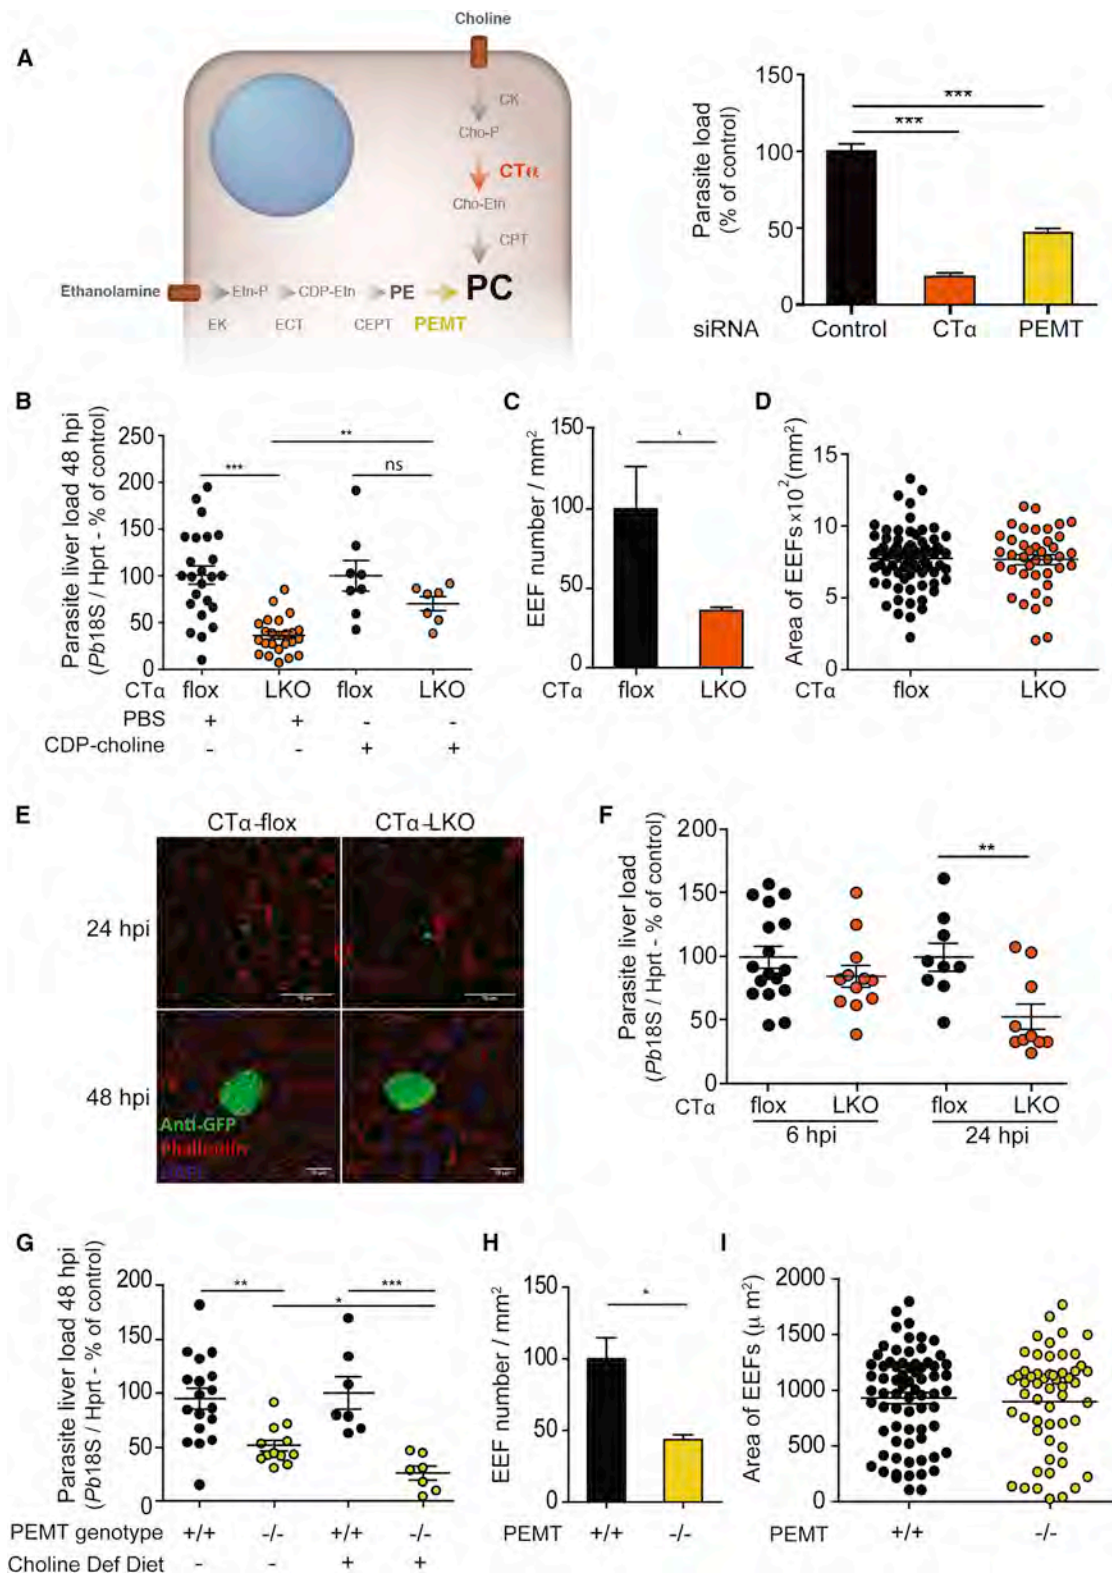 A
Choline
CK
Cho-P
CTα
Cho-Etn
CPT
Ethanolamine
Etn-P
CDP-Etn
PE
PC
EK
ECT
CEPT
PEMT
Parasite load
(% of control)
150
100
50
0
***
***
siRNA Control CTα PEMT
B
Parasite liver load 48 hpi
(Pb18S / Hprt - % of control)
250
200
150
100
50
0
***
**
ns
CTα flox LKO flox LKO
PBS + + - -
CDP-choline - - + +
C
EEF number / mm²
150
100
50
0
*
CTα flox LKO
D
Area of EEFs x10²(mm²)
15
10
5
0
CTα flox LKO
E
CTα-flox CTα-LKO
24 hpi
48 hpi
Anti-GFP
Phalloidin
DAPI
F
Parasite liver load
(Pb18S / Hprt - % of control)
200
150
100
50
0
**
CTα flox LKO flox LKO
6 hpi 24 hpi
G
Parasite liver load 48 hpi
(Pb18S / Hprt - % of control)
200
150
100
50
0
**
***
*
PEMT genotype +/+ -/- +/+ -/-
Choline Def Diet - - + +
H
EEF number / mm²
150
100
50
0
*
PEMT +/+ -/-
I
Area of EEFs (μ m²)
2000
1500
1000
500
0
PEMT +/+ -/-